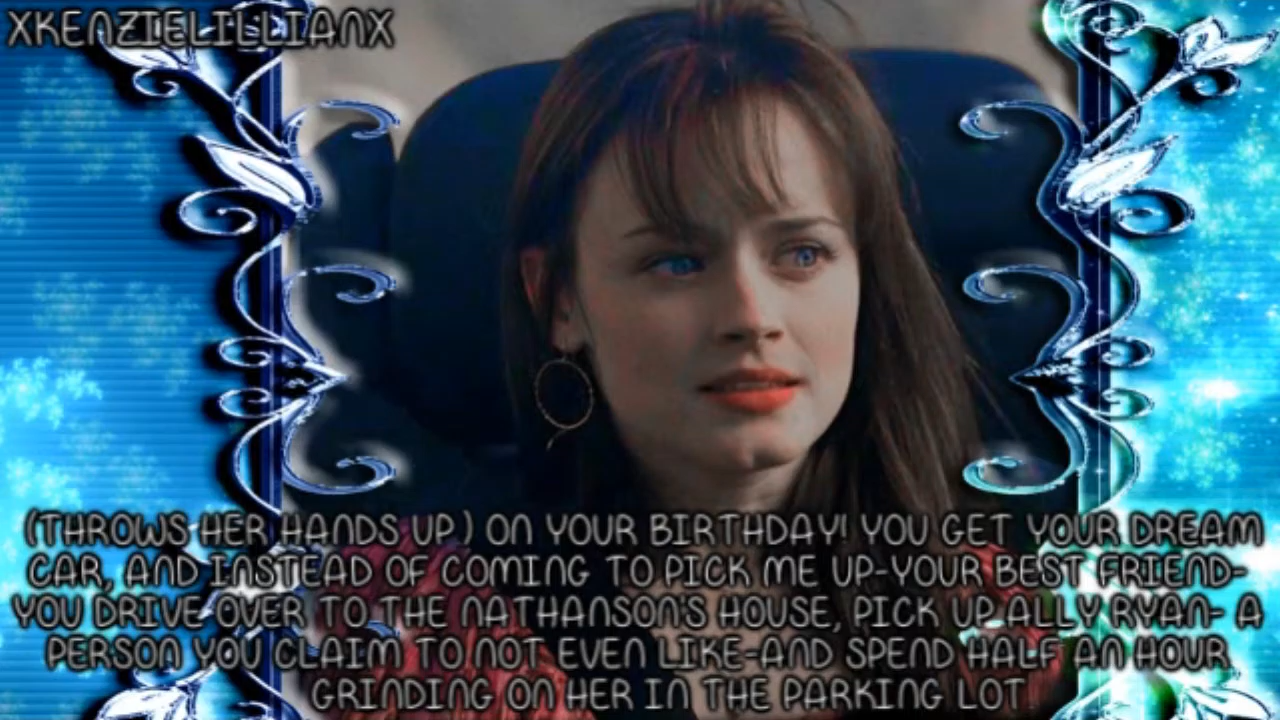 XKENZIELILLIANX
(THROWS HER HANDS UP) ON YOUR BIRTHDAY! YOU GET YOUR DREAM
CAR, AND INSTEAD OF COMING TO PICK ME UP-YOUR BEST FRIEND-
YOU DRIVE OVER TO THE NATHANSON'S HOUSE, PICK UP ALLY RYAN- A
PERSON YOU CLAIM TO NOT EVEN LIKE-AND SPEND HALF AN HOUR
GRINDING ON HER IN THE PARKING LOT